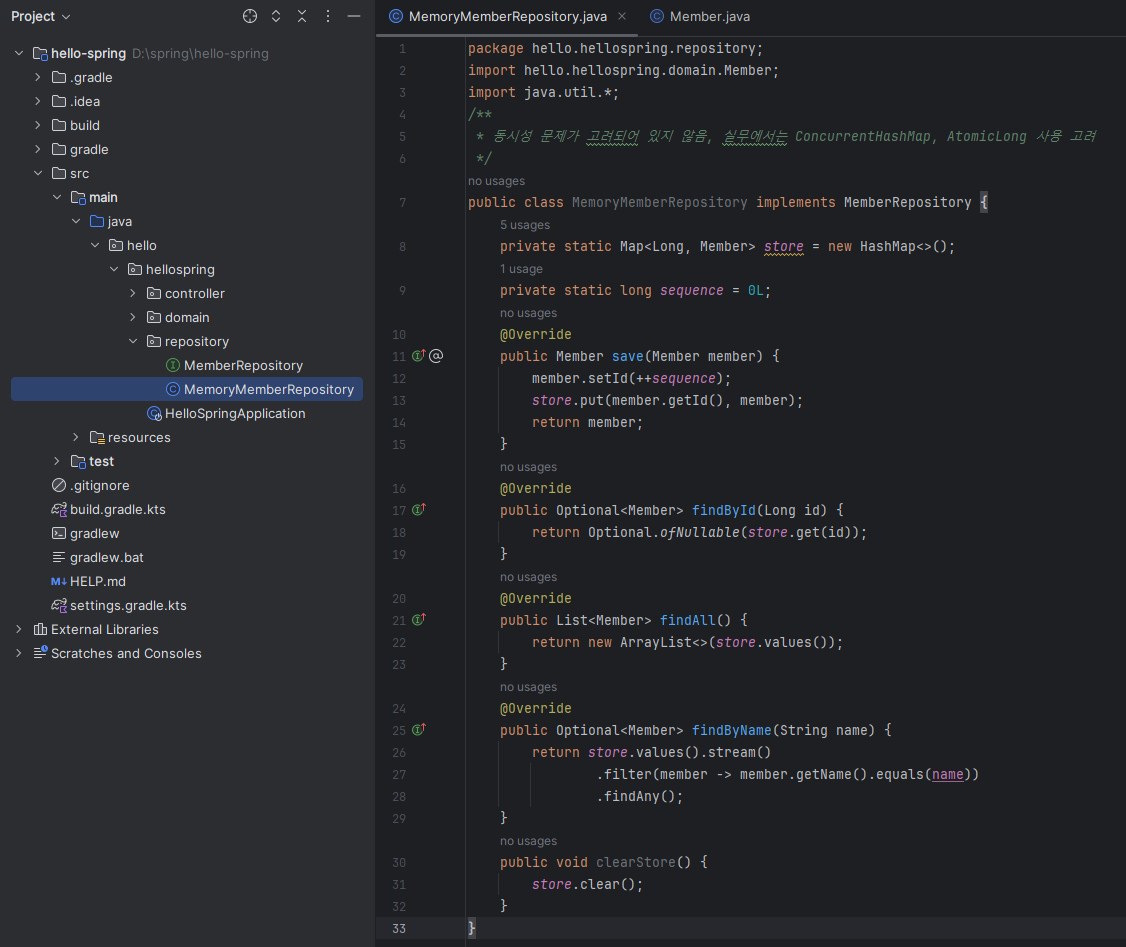 Project
hello-spring D:\spring\hello-spring
.gradle
.idea
build
gradle
src
main
java
hello
hellospring
controller
domain
repository
MemberRepository
MemoryMemberRepository
HelloSpringApplication
resources
test
.gitignore
build.gradle.kts
gradlew
gradlew.bat
M↓ HELP.md
settings.gradle.kts
External Libraries
Scratches and Consoles
MemoryMemberRepository.java Member.java
1 package hello.hellospring.repository;
2 import hello.hellospring.domain.Member;
3 import java.util.*;
4 /**
5 * 동시성 문제가 고려되어 있지 않음, 실무에서는 ConcurrentHashMap, AtomicLong 사용 고려
6 */
no usages
7 public class MemoryMemberRepository implements MemberRepository {
5 usages
8 private static Map<Long, Member> store = new HashMap<>();
1 usage
9 private static long sequence = 0L;
no usages
10 @Override
11 public Member save(Member member) {
12 member.setId(++sequence);
13 store.put(member.getId(), member);
14 return member;
15 }
no usages
16 @Override
17 public Optional<Member> findById(Long id) {
18 return Optional.ofNullable(store.get(id));
19 }
no usages
20 @Override
21 public List<Member> findAll() {
22 return new ArrayList<>(store.values());
23 }
no usages
24 @Override
25 public Optional<Member> findByName(String name) {
26 return store.values().stream()
27 .filter(member -> member.getName().equals(name))
28 .findAny();
29 }
no usages
30 public void clearStore() {
31 store.clear();
32 }
33 }